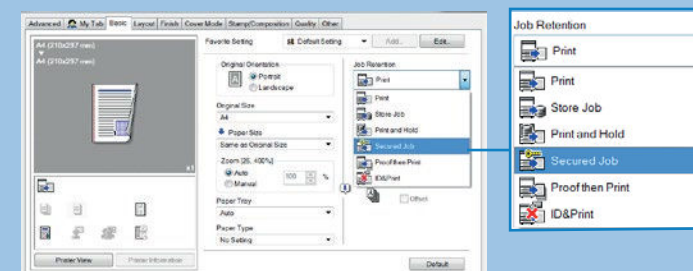 Advanced My Tab Basic Layout Finish Cover Mode Stamp/Composition Quality Other
A4 (210x297 mm)
A4 (210x297 mm)
x1
Printer View Printer Information
Favorite Setting Default Setting Add... Edit...
Original Orientation
Portrait
Landscape
Original Size
A4
Paper Size
Same as Original Size
Zoom [25..400%]
Auto
Manual
100 %
Paper Tray
Auto
Paper Type
No Setting
Job Retention
Print
Print
Store Job
Print and Hold
Secured Job
Proof then Print
ID&Print
Offset
Default
Job Retention
Print
Print
Store Job
Print and Hold
Secured Job
Proof then Print
ID&Print